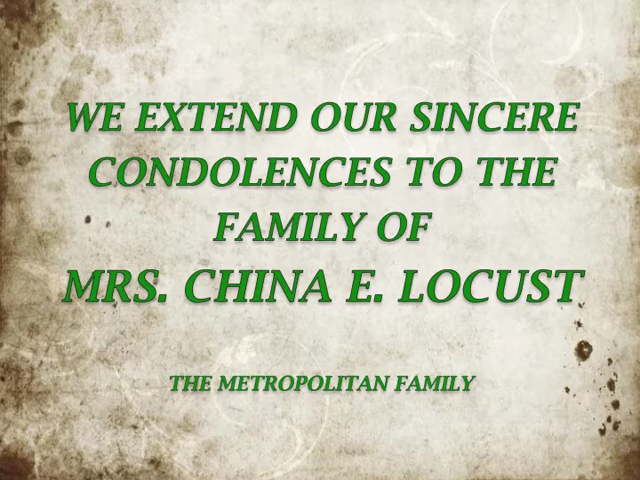 WE EXTEND OUR SINCERE
CONDOLENCES TO THE
FAMILY OF
MRS. CHINA E. LOCUST
THE METROPOLITAN FAMILY